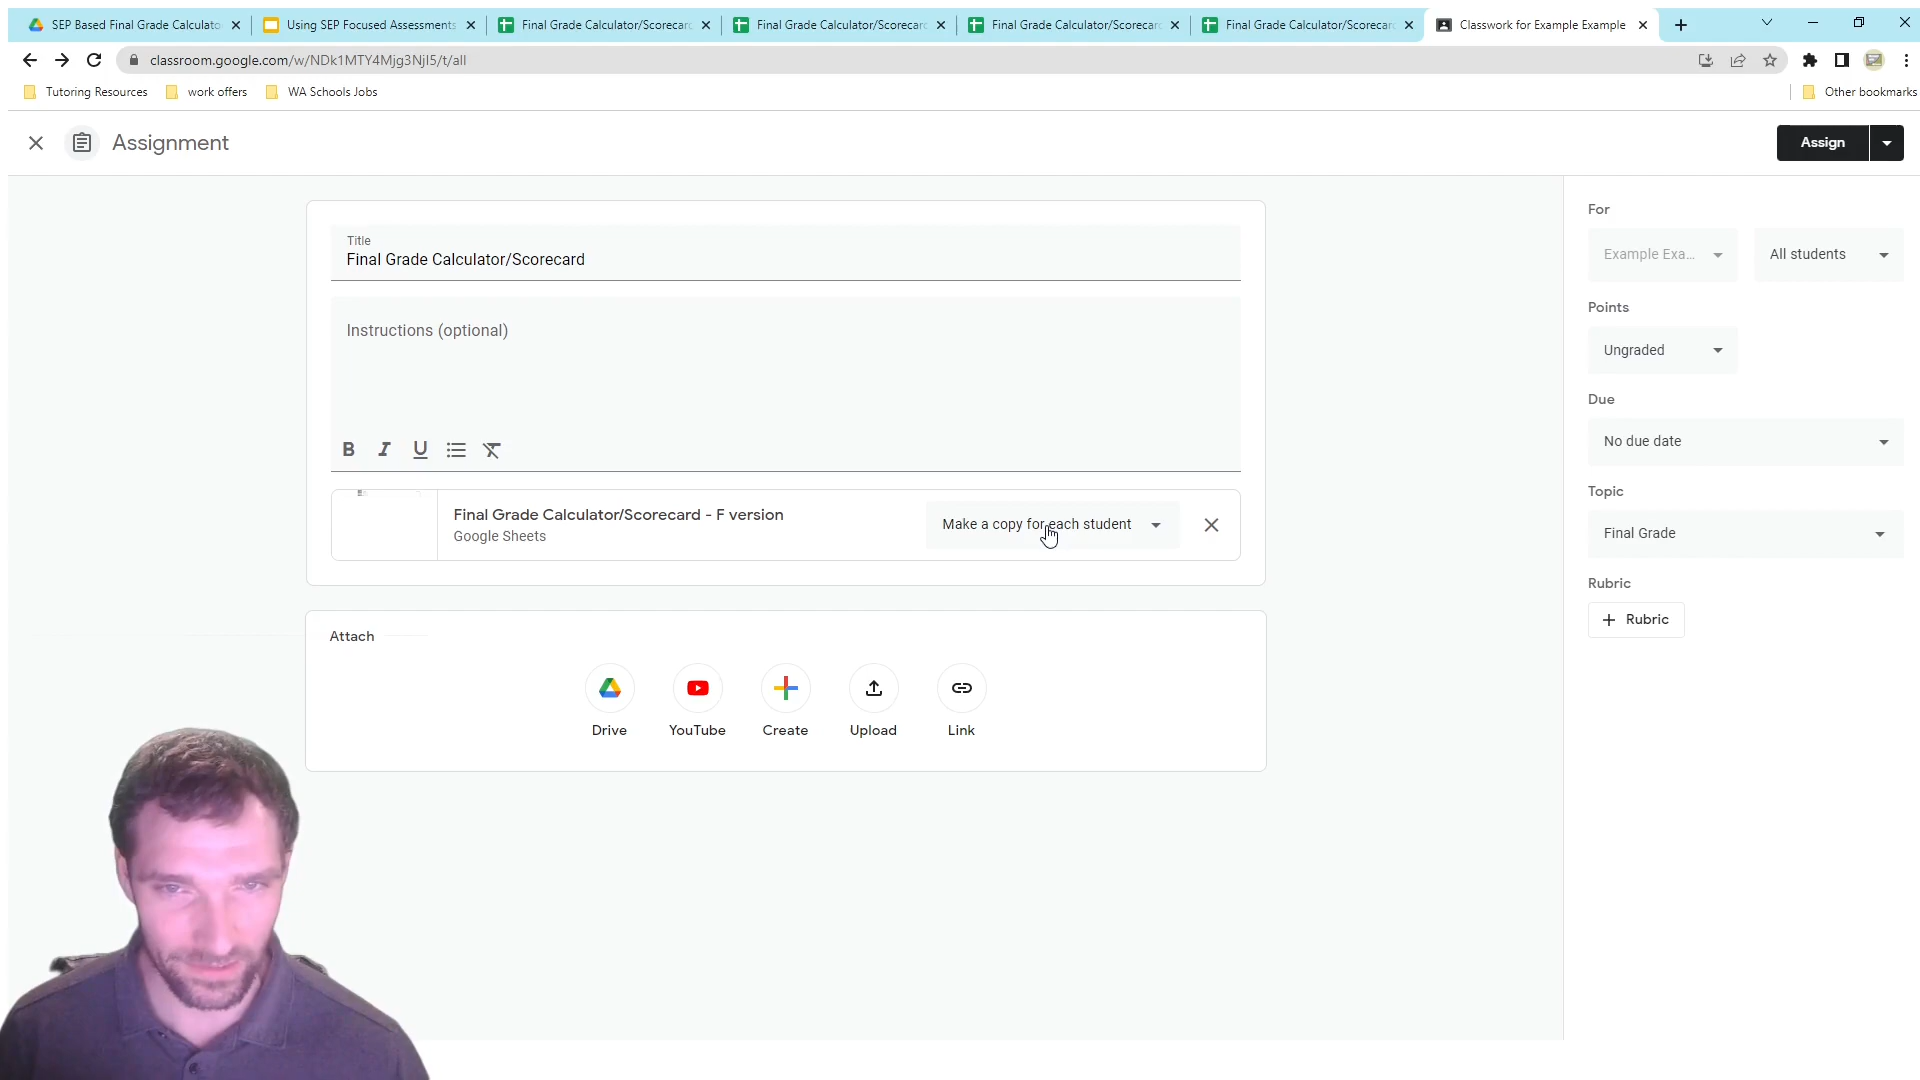 SEP Based Final Grade Calculato
Using SEP Focused Assessments
Final Grade Calculator/Scorecard
Final Grade Calculator/Scorecard
Final Grade Calculator/Scorecard
Final Grade Calculator/Scorecard
Classwork for Example Example
classroom.google.com/w/NDk1MTY4Mjg3NjI5/t/all
Tutoring Resources
work offers
WA Schools Jobs
Other bookmarks
Assignment
Assign
Title
Final Grade Calculator/Scorecard
Instructions (optional)
B I U
Final Grade Calculator/Scorecard - F version
Google Sheets
Make a copy for each student
Attach
Drive
YouTube
Create
Upload
Link
For
Example Exa...
All students
Points
Ungraded
Due
No due date
Topic
Final Grade
Rubric
Rubric